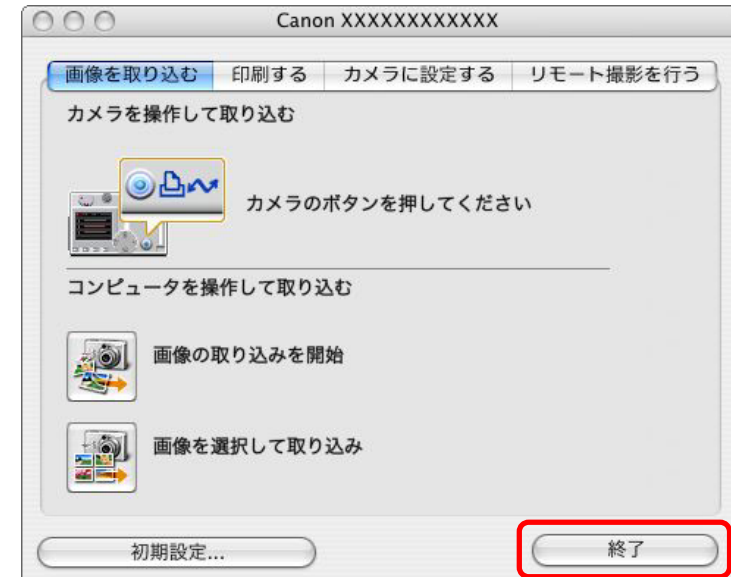 Canon XXXXXXXXXXXX
画像を取り込む 印刷する カメラに設定する リモート撮影を行う
カメラを操作して取り込む
カメラのボタンを押してください
コンピュータを操作して取り込む
画像の取り込みを開始
画像を選択して取り込み
初期設定... 終了